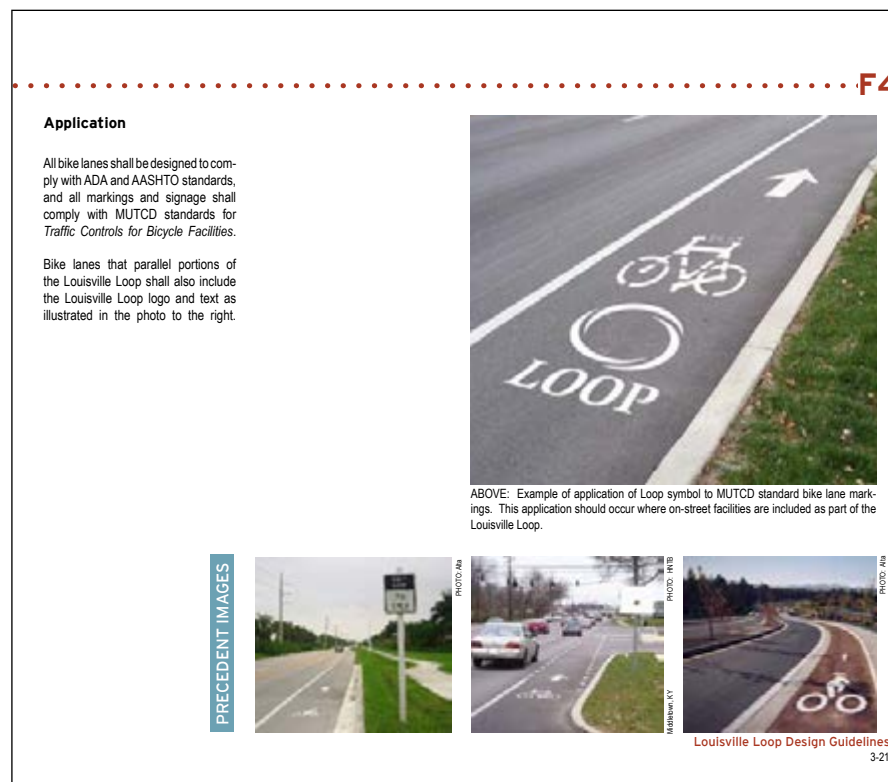 F4
Application
All bike lanes shall be designed to com-
ply with ADA and AASHTO standards,
and all markings and signage shall
comply with MUTCD standards for
Traffic Controls for Bicycle Facilities.
Bike lanes that parallel portions of
the Louisville Loop shall also include
the Louisville Loop logo and text as
illustrated in the photo to the right.
LOOP
ABOVE: Example of application of Loop symbol to MUTCD standard bike lane mark-
ings. This application should occur where on-street facilities are included as part of the
Louisville Loop.
PRECEDENT IMAGES
PHOTO: Alta
PHOTO: HNTB
Middletown, KY
PHOTO: Alta
Louisville Loop Design Guidelines
3-21